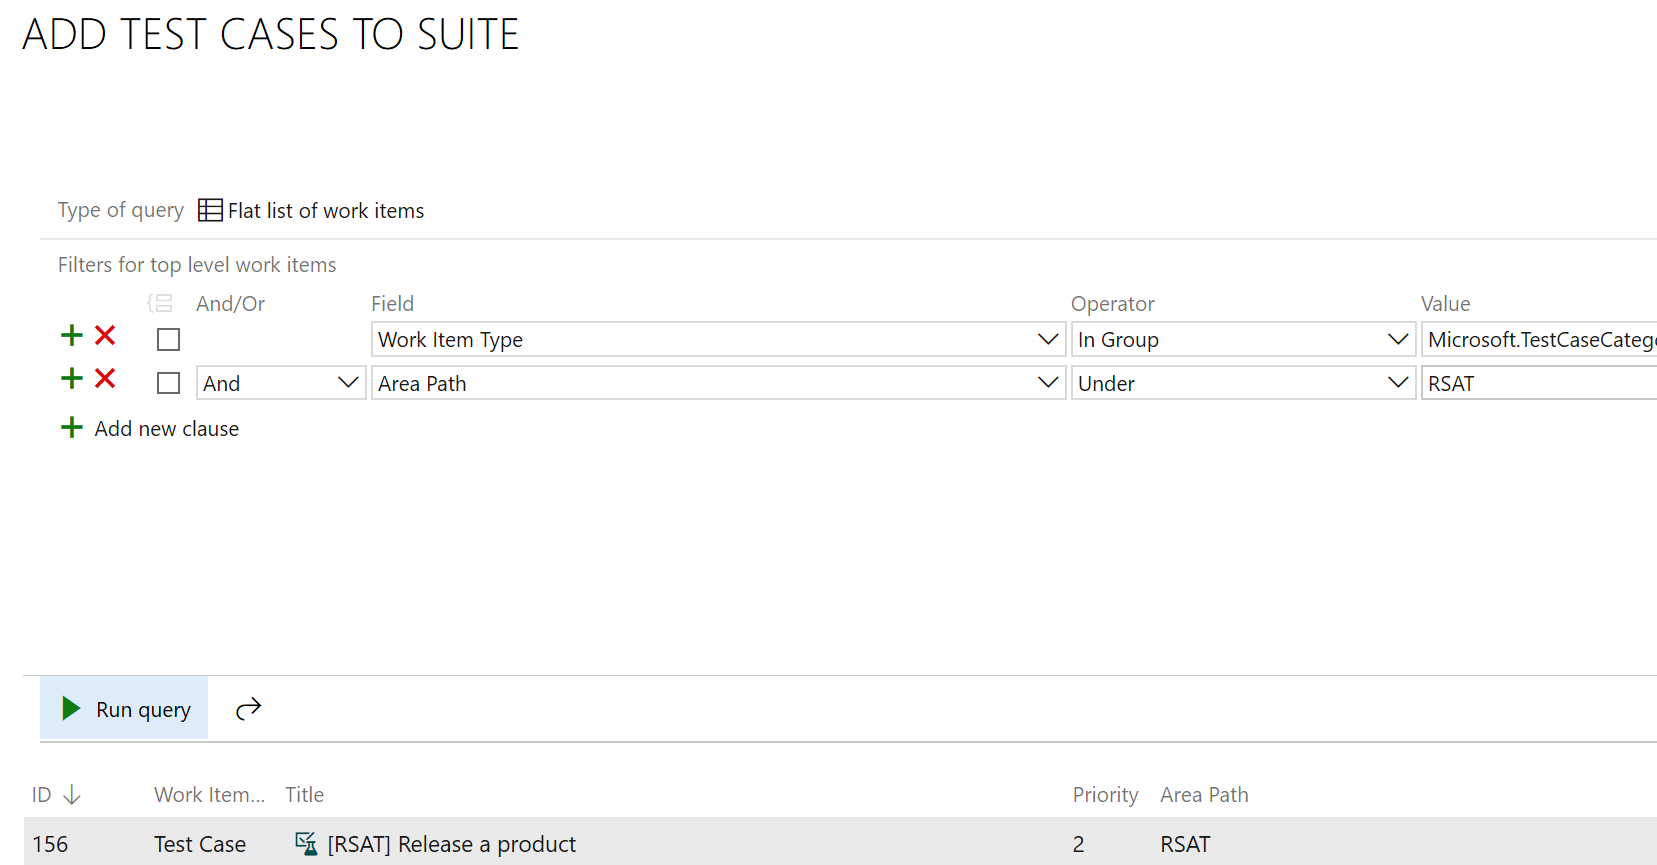 ADD TEST CASES TO SUITE
Type of query Flat list of work items
Filters for top level work items
And/Or Field Operator Value
Work Item Type In Group Microsoft.TestCaseCateg
And Area Path Under RSAT
Add new clause
Run query
ID Work Item... Title Priority Area Path
156 Test Case [RSAT] Release a product 2 RSAT